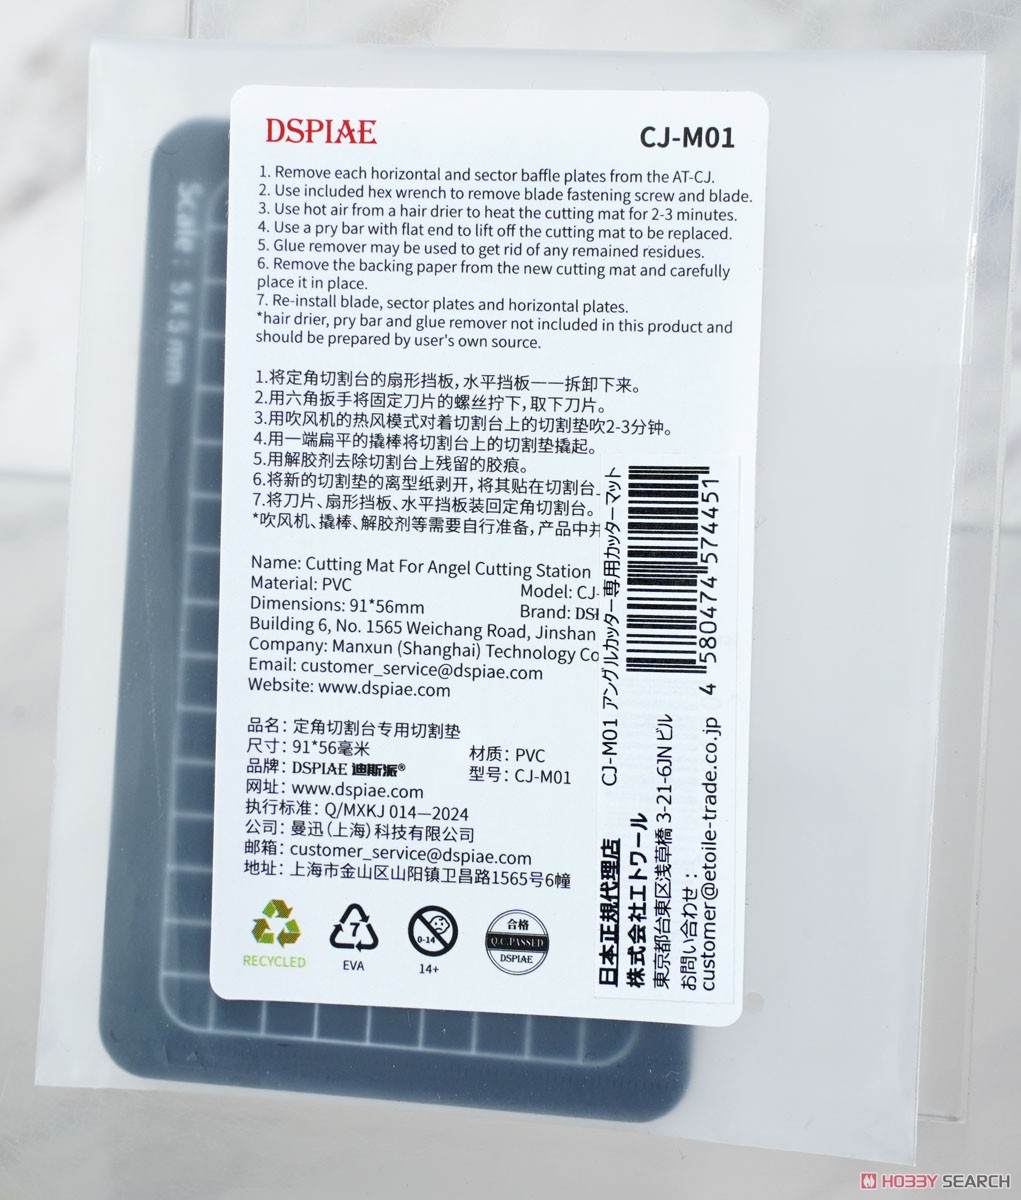 DSPIAE
CJ-M01
1. Remove each horizontal and sector baffle plates from the AT-CJ.
2. Use included hex wrench to remove blade fastening screw and blade.
3. Use hot air from a hair drier to heat the cutting mat for 2-3 minutes.
4. Use a pry bar with flat end to lift off the cutting mat to be replaced.
5. Glue remover may be used to get rid of any remained residues.
6. Remove the backing paper from the new cutting mat and carefully
place it in place.
7. Re-install blade, sector plates and horizontal plates.
*hair drier, pry bar and glue remover not included in this product and
should be prepared by user's own source.
1.将定角切割台的扇形挡板，水平挡板一一拆卸下来。
2.用六角扳手将固定刀片的螺丝拧下，取下刀片。
3.用吹风机的热风模式对着切割台上的切割垫吹2-3分钟。
4.用一端扁平的撬棒将切割台上的切割垫撬起。
5.用解胶剂去除切割台上残留的胶痕。
6.将新的切割垫的离型纸剥开，将其贴在切割台
7.将刀片、扇形挡板、水平挡板装回定角切割台。
*吹风机、撬棒、解胶剂等需要自行准备，产品中
Name: Cutting Mat For Angel Cutting Station
Material: PVC
Model: CJ-
Dimensions: 91*56mm
Brand: DSI
Building 6, No. 1565 Weichang Road, Jinshan
Company: Manxun (Shanghai) Technology Co
Email: customer_service@dspiae.com
Website: www.dspiae.com
品名：定角切割台专用切割垫
尺寸：91*56毫米
材质：PVC
品牌：DSPIAE 迪斯派®
型号：CJ-M01
网址：www.dspiae.com
执行标准：Q/MXKJ 014—2024
公司：曼迅（上海）科技有限公司
邮箱：customer_service@dspiae.com
地址：上海市金山区山阳镇卫昌路1565号6幢
RECYCLED
7
EVA
0-14
14+
合格
Q.C.PASSED
DSPIAE
CJ-M01 アングルカッター専用カッターマット
4 580474 574451
日本正規代理店
株式会社エトワール
東京都台東区浅草橋 3-21-6JN ビル
お問い合わせ：
customer@etoile-trade.co.jp
Scale : 5 X 5 mm
HOBBY SEARCH